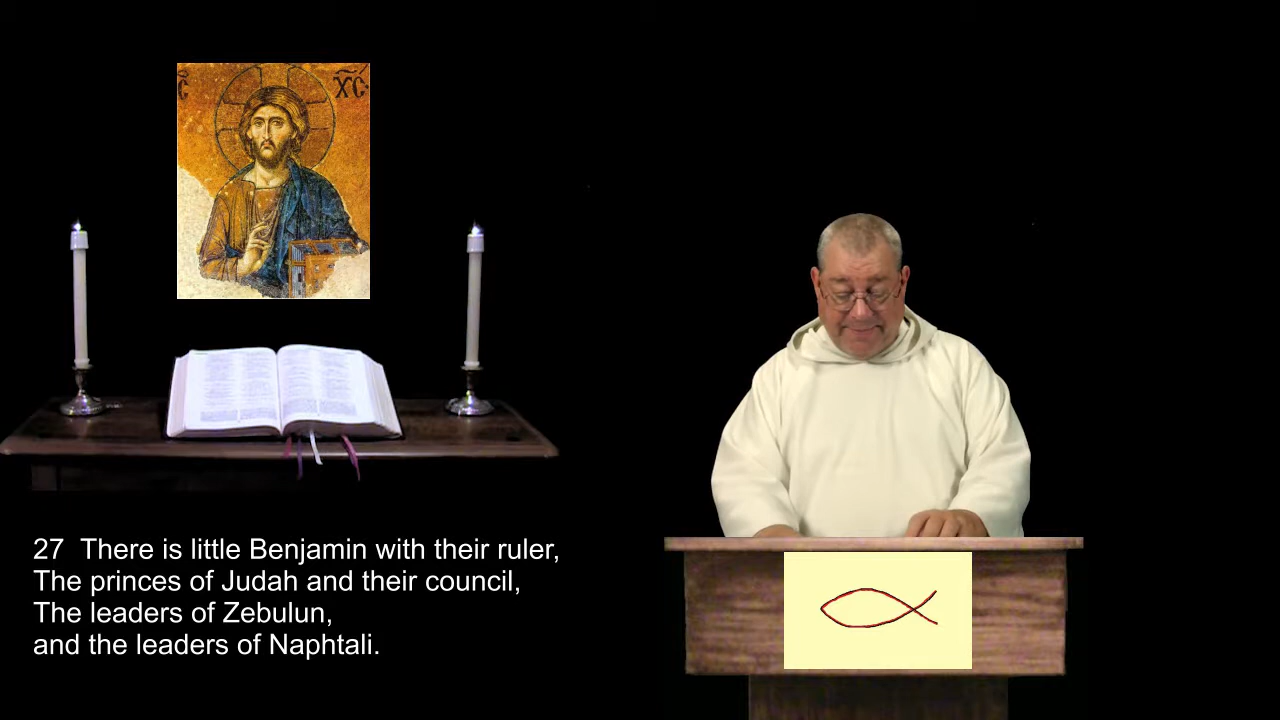 ΧC
27 There is little Benjamin with their ruler,
The princes of Judah and their council,
The leaders of Zebulun,
and the leaders of Naphtali.